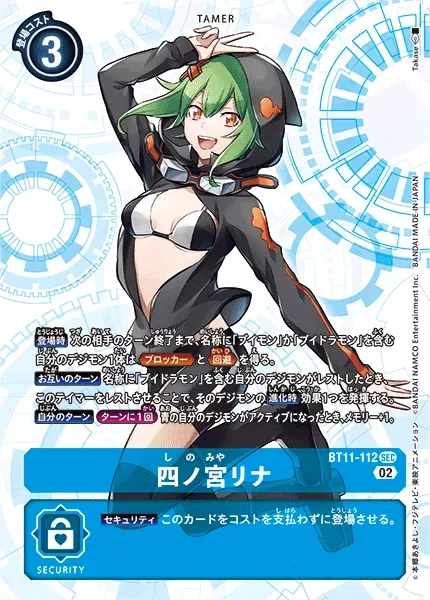 TAMER
登場コスト
3
Takase
©本郷あきよし・フジテレビ・東映アニメーション ©BANDAI NAMCO Entertainment Inc. BANDAI MADE IN JAPAN
登場時 次の相手のターン終了まで、名称に「ブイモン」か「ブイドラモン」を含む
自分のデジモン1体は ブロッカー と 回避 を得る。
お互いのターン 名称に「ブイドラモン」を含む自分のデジモンがレストしたとき、
このテイマーをレストさせることで、そのデジモンの 進化時 効果1つを発揮する。
自分のターン ターンに1回 青の自分のデジモンがアクティブになったとき、メモリー+1。
BT11-112 SEC
02
しのみや
四ノ宮リナ
セキュリティ このカードをコストを支払わずに登場させる。
SECURITY